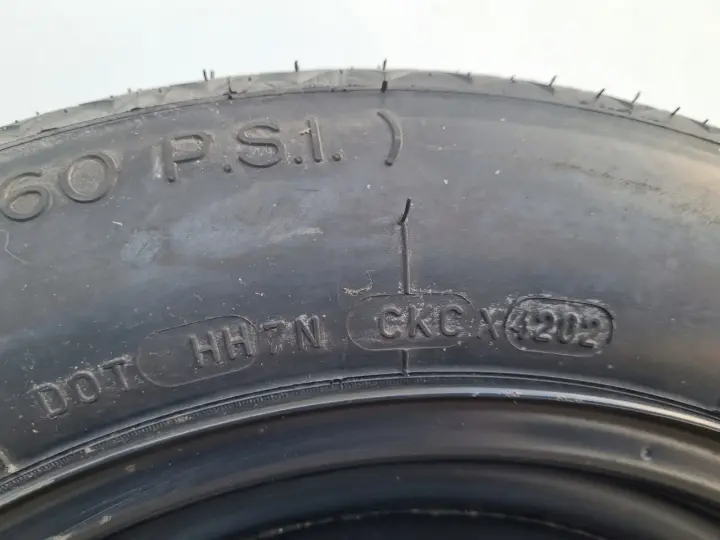 60 P.S.I. )
DOT HH7N CKCX 4202